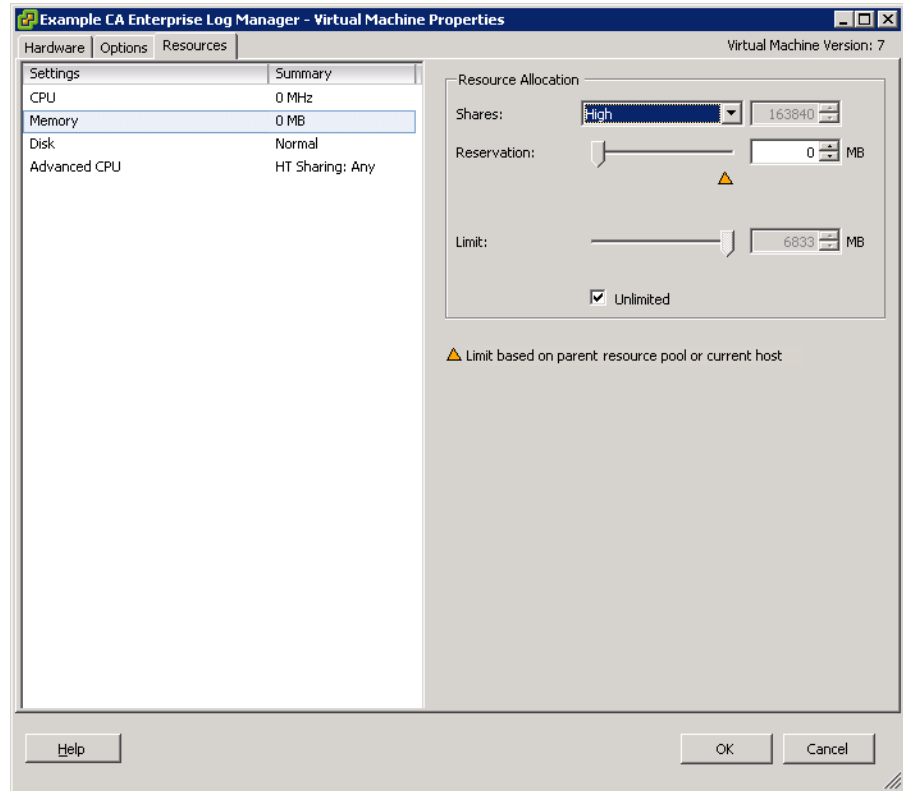 Example CA Enterprise Log Manager - Virtual Machine Properties
Hardware Options Resources Virtual Machine Version: 7
Settings Summary
CPU 0 MHz
Memory 0 MB
Disk Normal
Advanced CPU HT Sharing: Any
Resource Allocation
Shares: High 163840
Reservation: 0 MB
Limit: 6833 MB
Unlimited
Limit based on parent resource pool or current host
Help OK Cancel